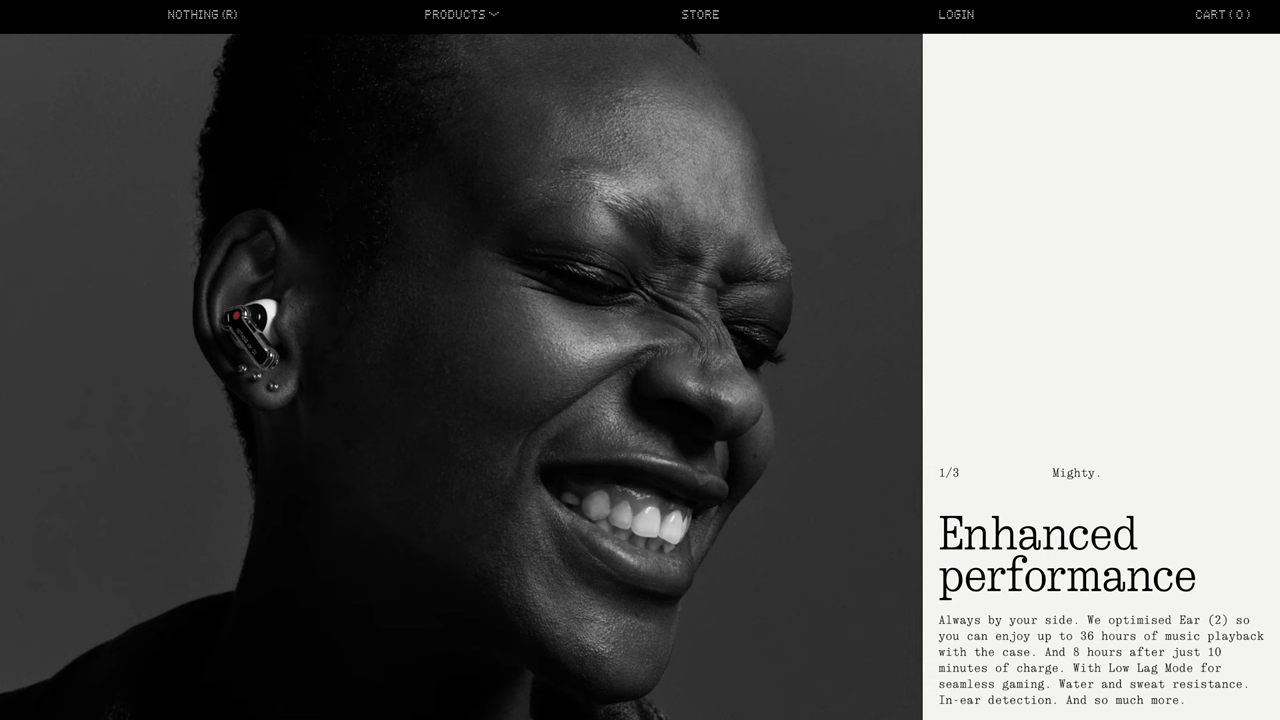 NOTHING (R)
PRODUCTS
STORE
LOGIN
CART ( 0 )
1/3
Mighty.
Enhanced
performance
Always by your side. We optimised Ear (2) so
you can enjoy up to 36 hours of music playback
with the case. And 8 hours after just 10
minutes of charge. With Low Lag Mode for
seamless gaming. Water and sweat resistance.
In-ear detection. And so much more.